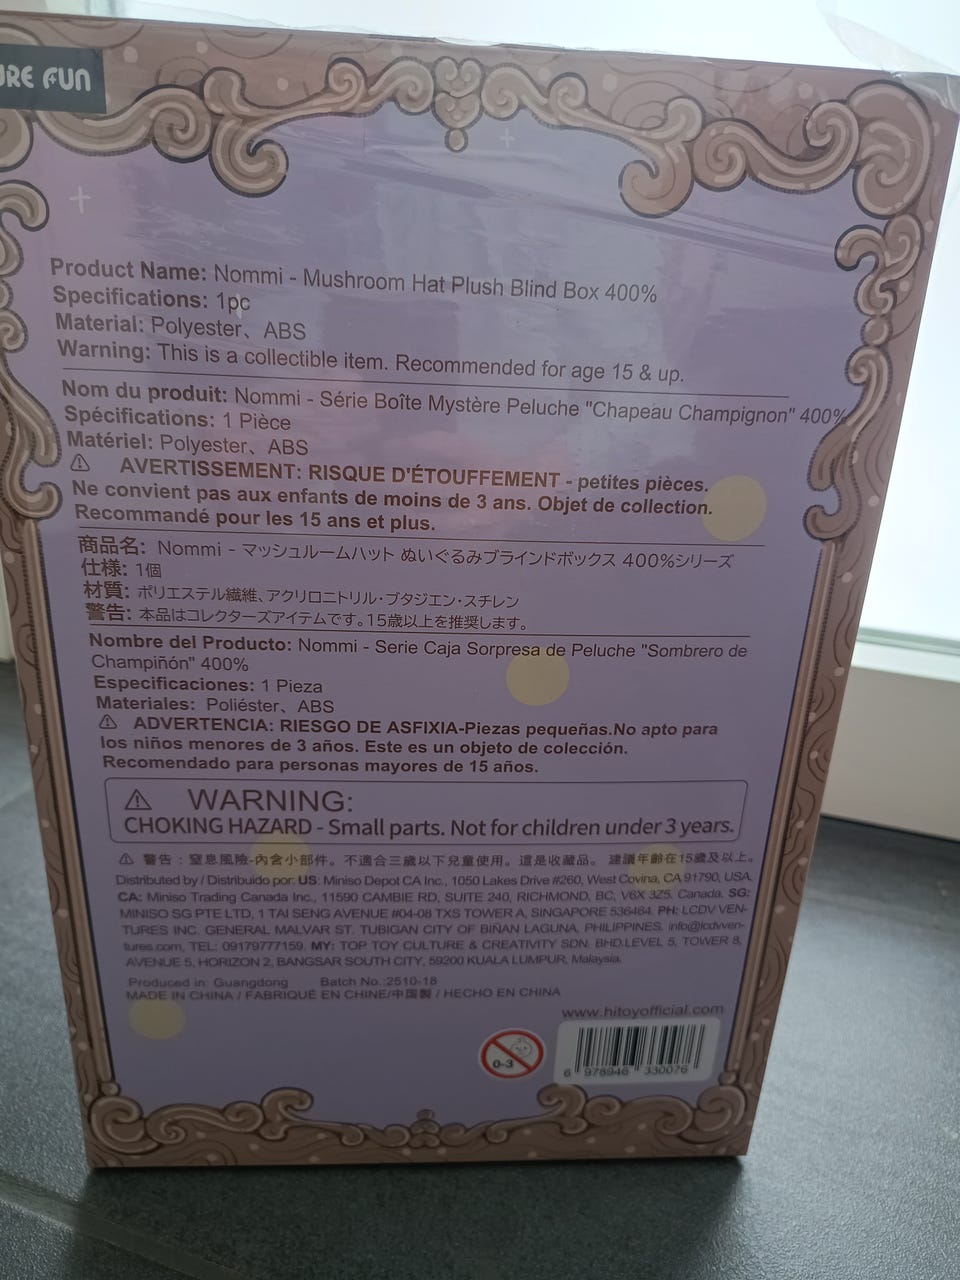 URE FUN
Product Name: Nommi - Mushroom Hat Plush Blind Box 400%
Specifications: 1pc
Material: Polyester、ABS
Warning: This is a collectible item. Recommended for age 15 & up.
Nom du produit: Nommi - Série Boîte Mystère Peluche "Chapeau Champignon" 400%
Spécifications: 1 Pièce
Matériel: Polyester、ABS
⚠ AVERTISSEMENT: RISQUE D'ÉTOUFFEMENT - petites pièces.
Ne convient pas aux enfants de moins de 3 ans. Objet de collection.
Recommandé pour les 15 ans et plus.
商品名: Nommi - マッシュルームハット ぬいぐるみブラインドボックス 400%シリーズ
仕様: 1個
材質: ポリエステル繊維、アクリロニトリル・ブタジエン・スチレン
警告: 本品はコレクターズアイテムです。15歳以上を推奨します。
Nombre del Producto: Nommi - Serie Caja Sorpresa de Peluche "Sombrero de
Champiñón" 400%
Especificaciones: 1 Pieza
Materiales: Poliéster、ABS
⚠ ADVERTENCIA: RIESGO DE ASFIXIA-Piezas pequeñas.No apto para
los niños menores de 3 años. Este es un objeto de colección.
Recomendado para personas mayores de 15 años.
⚠ WARNING:
CHOKING HAZARD - Small parts. Not for children under 3 years.
⚠ 警告：窒息風險-內含小部件。不適合三歲以下兒童使用。這是收藏品。 建議年齡在15歲及以上。
Distributed by / Distribuido por: US: Miniso Depot CA Inc., 1050 Lakes Drive #260, West Covina, CA 91790, USA.
CA: Miniso Trading Canada Inc., 11590 CAMBIE RD, SUITE 240, RICHMOND, BC, V6X 3Z5. Canada. SG:
MINISO SG PTE LTD, 1 TAI SENG AVENUE #04-08 TXS TOWER A, SINGAPORE 536464. PH: LCDV VEN-
TURES INC. GENERAL MALVAR ST. TUBIGAN CITY OF BIÑAN LAGUNA, PHILIPPINES. info@lcdvven-
tures.com, TEL: 09179777159. MY: TOP TOY CULTURE & CREATIVITY SDN. BHD.LEVEL 5, TOWER 8,
AVENUE 5, HORIZON 2, BANGSAR SOUTH CITY, 59200 KUALA LUMPUR, Malaysia.
Produced in: Guangdong Batch No.:2510-18
MADE IN CHINA / FABRIQUÉ EN CHINE/中国製 / HECHO EN CHINA
www.hitoyofficial.com
0-3
6 978946 330076